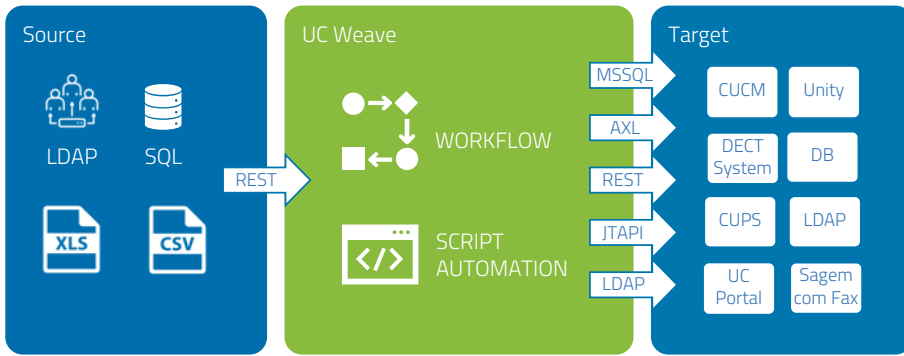 Source
LDAP
SQL
XLS
CSV
REST
UC Weave
WORKFLOW
SCRIPT
AUTOMATION
MSSQL
AXL
REST
JTAPI
LDAP
Target
CUCM
Unity
DECT
System
DB
CUPS
LDAP
UC
Portal
Sagem
com Fax